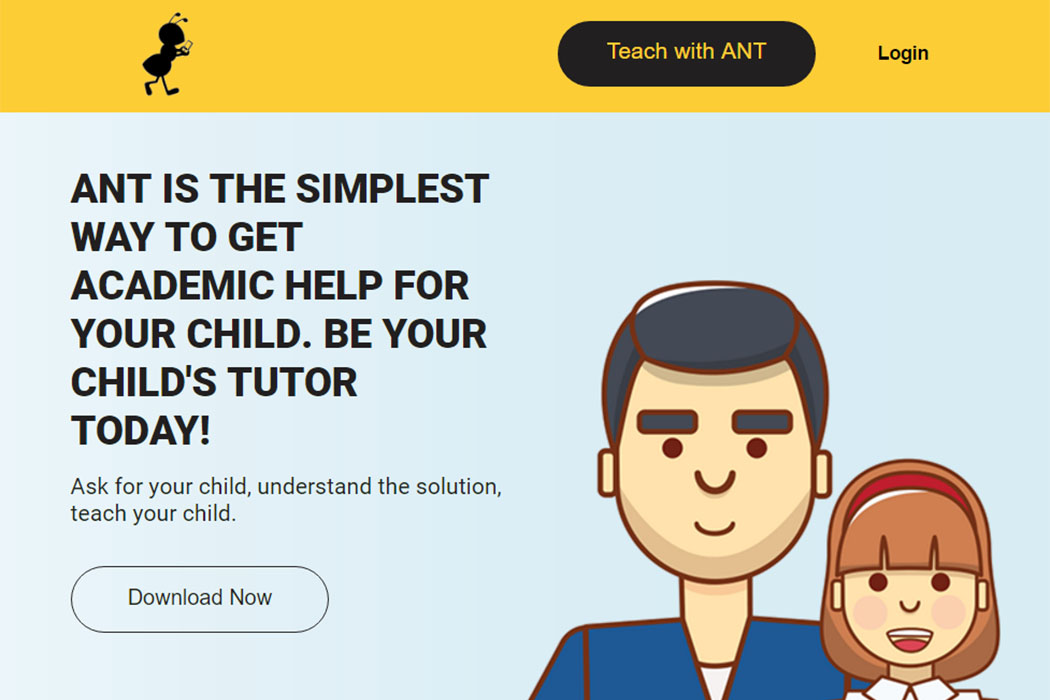 Teach with ANT
Login
ANT IS THE SIMPLEST
WAY TO GET
ACADEMIC HELP FOR
YOUR CHILD. BE YOUR
CHILD'S TUTOR
TODAY!
Ask for your child, understand the solution,
teach your child.
Download Now